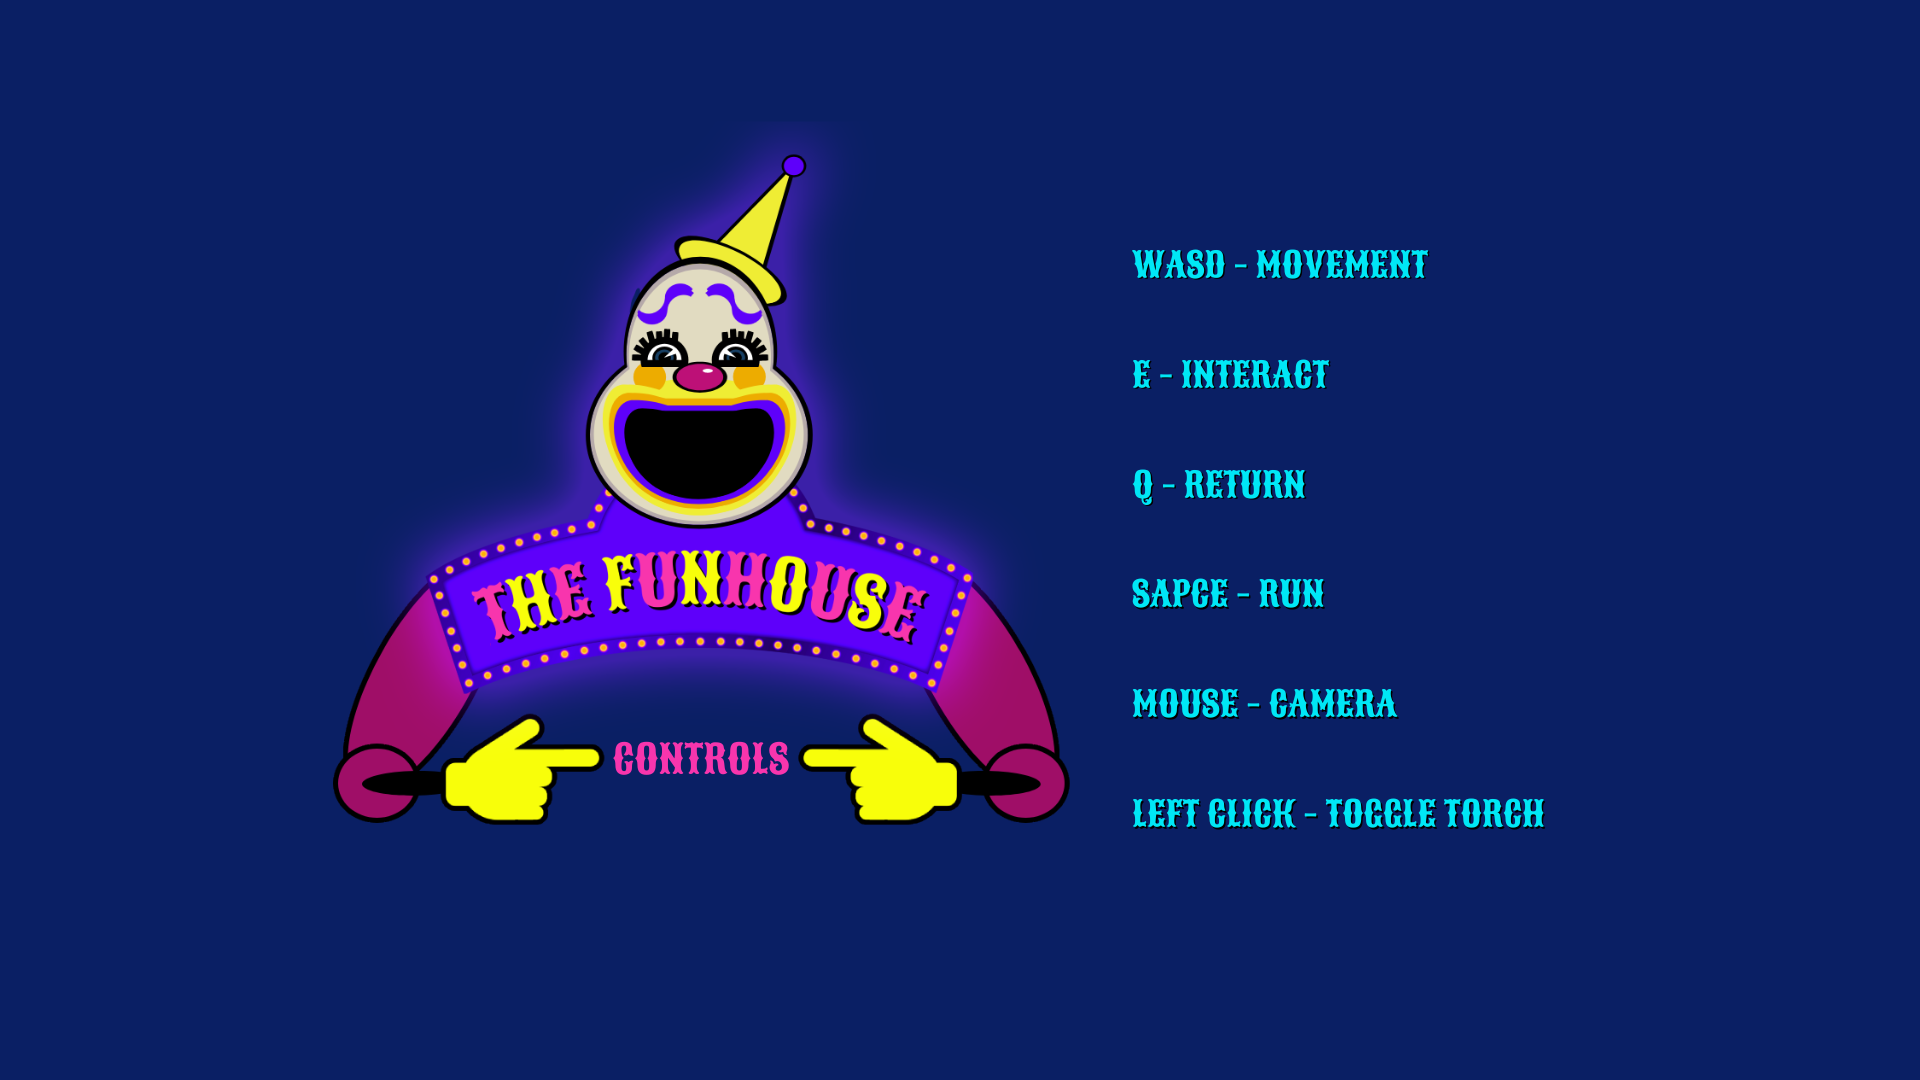 THE FUNHOUSE
CONTROLS
WASD - MOVEMENT
E - INTERACT
Q - RETURN
SAPCE - RUN
MOUSE - CAMERA
LEFT CLICK - TOGGLE TORCH